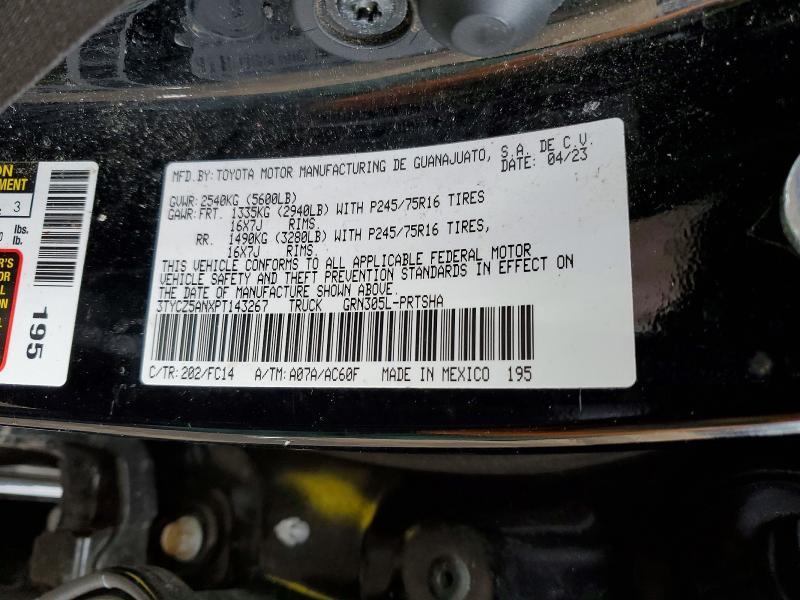 MFD.BY: TOYOTA MOTOR MANUFACTURING DE GUANAJUATO, S.A. DE C.V.
DATE: 04/23
GVWR: 2540KG (5600LB)
GAWR: FRT. 1335KG (2940LB) WITH P245/75R16 TIRES
16X7J RIMS.
RR. 1490KG (3280LB) WITH P245/75R16 TIRES,
16X7J RIMS.
THIS VEHICLE CONFORMS TO ALL APPLICABLE FEDERAL MOTOR
VEHICLE SAFETY AND THEFT PREVENTION STANDARDS IN EFFECT ON
THE DATE OF MANUFACTURE SHOWN ABOVE.
3TYCZ5ANXPT143267 TRUCK GRN305L-PRTSHA
C/TR: 202/FC14 A/TM: A07A/AC60F MADE IN MEXICO 195
3
lbs.
lb.
195